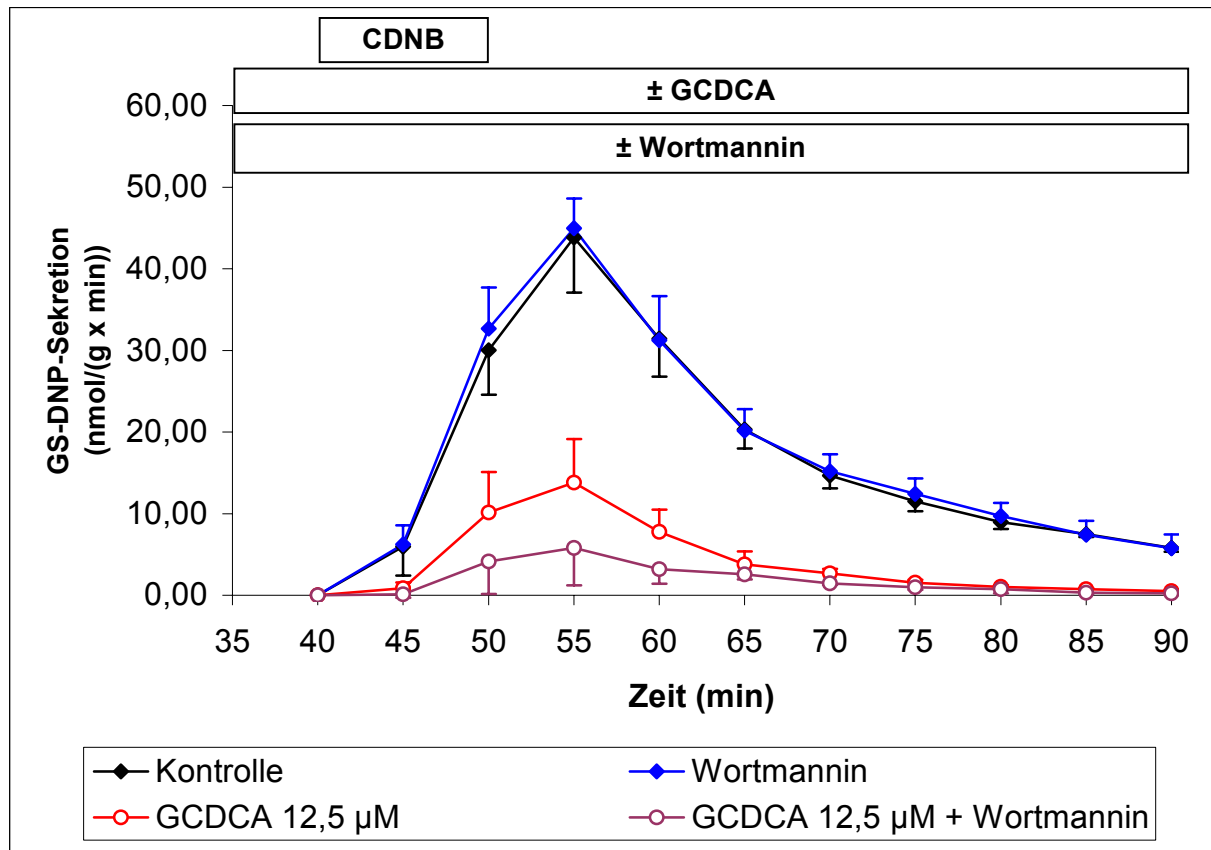 CDNB
± GCDCA
± Wortmannin
GS-DNP-Sekretion
(nmol/(g x min))
60,00
50,00
40,00
30,00
20,00
10,00
0,00
35 40 45 50 55 60 65 70 75 80 85 90
Zeit (min)
Kontrolle Wortmannin
GCDCA 12,5 µM GCDCA 12,5 µM + Wortmannin